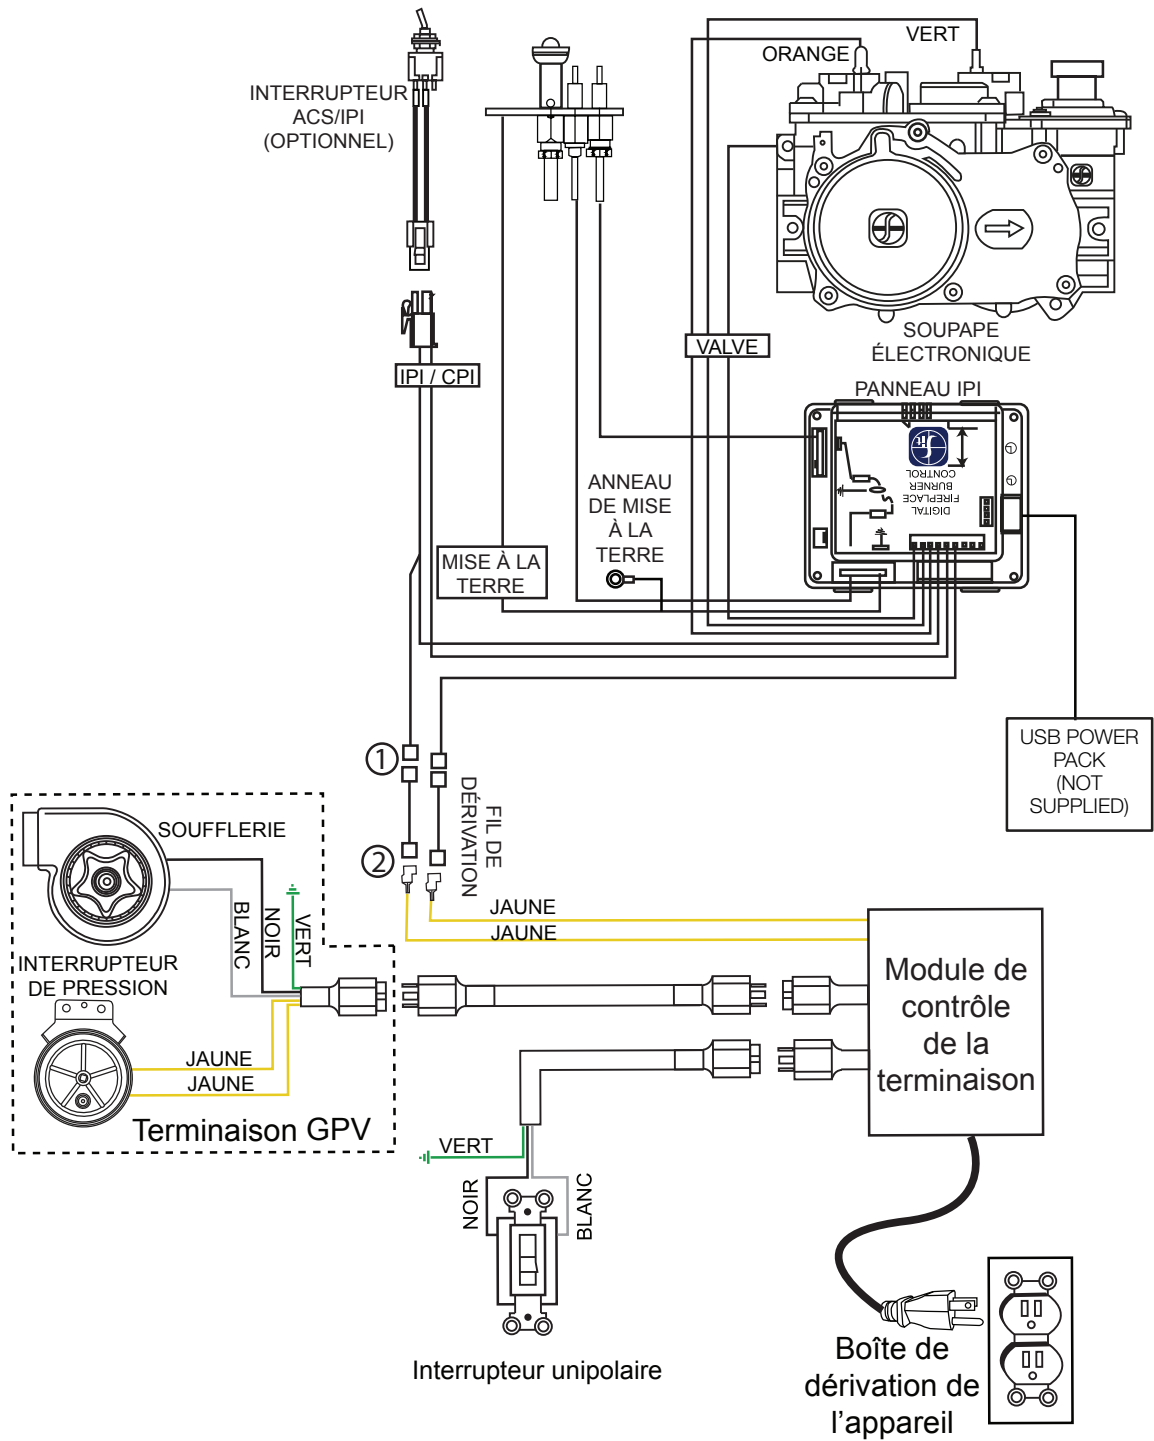 VERT
ORANGE
INTERRUPTEUR
ACS/IPI
(OPTIONNEL)
SOUPAPE
ÉLECTRONIQUE
VALVE
IPI / CPI
PANNEAU IPI
DIGITAL
FIREPLACE
BURNER
CONTROL
ANNEAU
DE MISE
À LA
TERRE
MISE À LA
TERRE
USB POWER
PACK
(NOT
SUPPLIED)
1
2
FIL DE
DÉRIVATION
SOUFFLERIE
BLANC
NOIR
VERT
INTERRUPTEUR
DE PRESSION
JAUNE
JAUNE
Terminaison GPV
JAUNE
JAUNE
Module de
contrôle
de la
terminaison
VERT
NOIR
BLANC
Interrupteur unipolaire
Boîte de
dérivation de
l’appareil